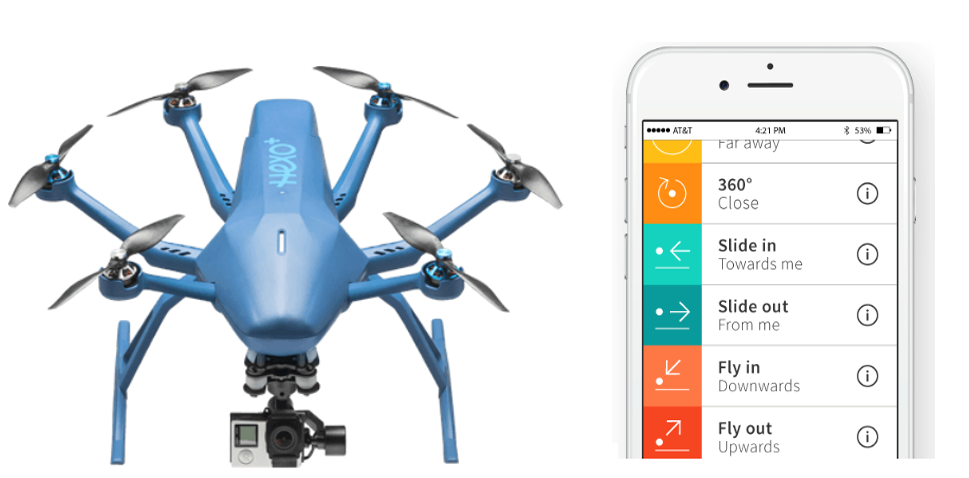 HEXO+
AT&T 4:21 PM 53%
Far away
360°
Close
Slide in
Towards me
Slide out
From me
Fly in
Downwards
Fly out
Upwards